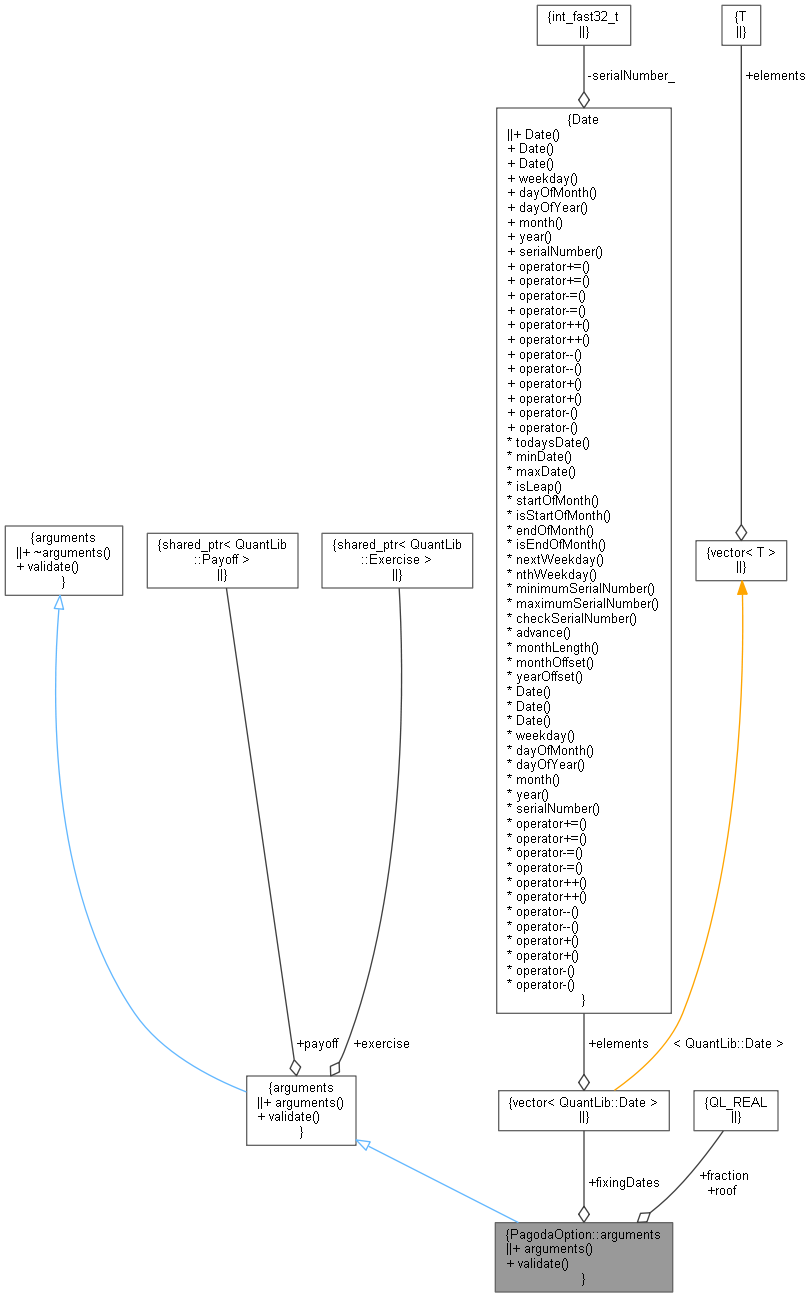 {int_fast32_t
||}
{T
||}
-serialNumber_
+elements
{Date
||+ Date()
+ Date()
+ Date()
+ weekday()
+ dayOfMonth()
+ dayOfYear()
+ month()
+ year()
+ serialNumber()
+ operator+=()
+ operator+=()
+ operator-=()
+ operator-=()
+ operator++()
+ operator++()
+ operator--()
+ operator--()
+ operator+()
+ operator+()
+ operator-()
+ operator-()
* todaysDate()
* minDate()
* maxDate()
* isLeap()
* startOfMonth()
* isStartOfMonth()
* endOfMonth()
* isEndOfMonth()
* nextWeekday()
* nthWeekday()
* minimumSerialNumber()
* maximumSerialNumber()
* checkSerialNumber()
* advance()
* monthLength()
* monthOffset()
* yearOffset()
* Date()
* Date()
* Date()
* weekday()
* dayOfMonth()
* dayOfYear()
* month()
* year()
* serialNumber()
* operator+=()
* operator+=()
* operator-=()
* operator-=()
* operator++()
* operator++()
* operator--()
* operator--()
* operator+()
* operator+()
* operator-()
* operator-()
}
{arguments
||+ ~arguments()
+ validate()
}
{shared_ptr< QuantLib
::Payoff >
||}
{shared_ptr< QuantLib
::Exercise >
||}
{vector< T >
||}
+payoff
+exercise
+elements
< QuantLib::Date >
{arguments
||+ arguments()
+ validate()
}
{vector< QuantLib::Date >
||}
{QL_REAL
||}
+fixingDates
+fraction
+roof
{PagodaOption::arguments
||+ arguments()
+ validate()
}